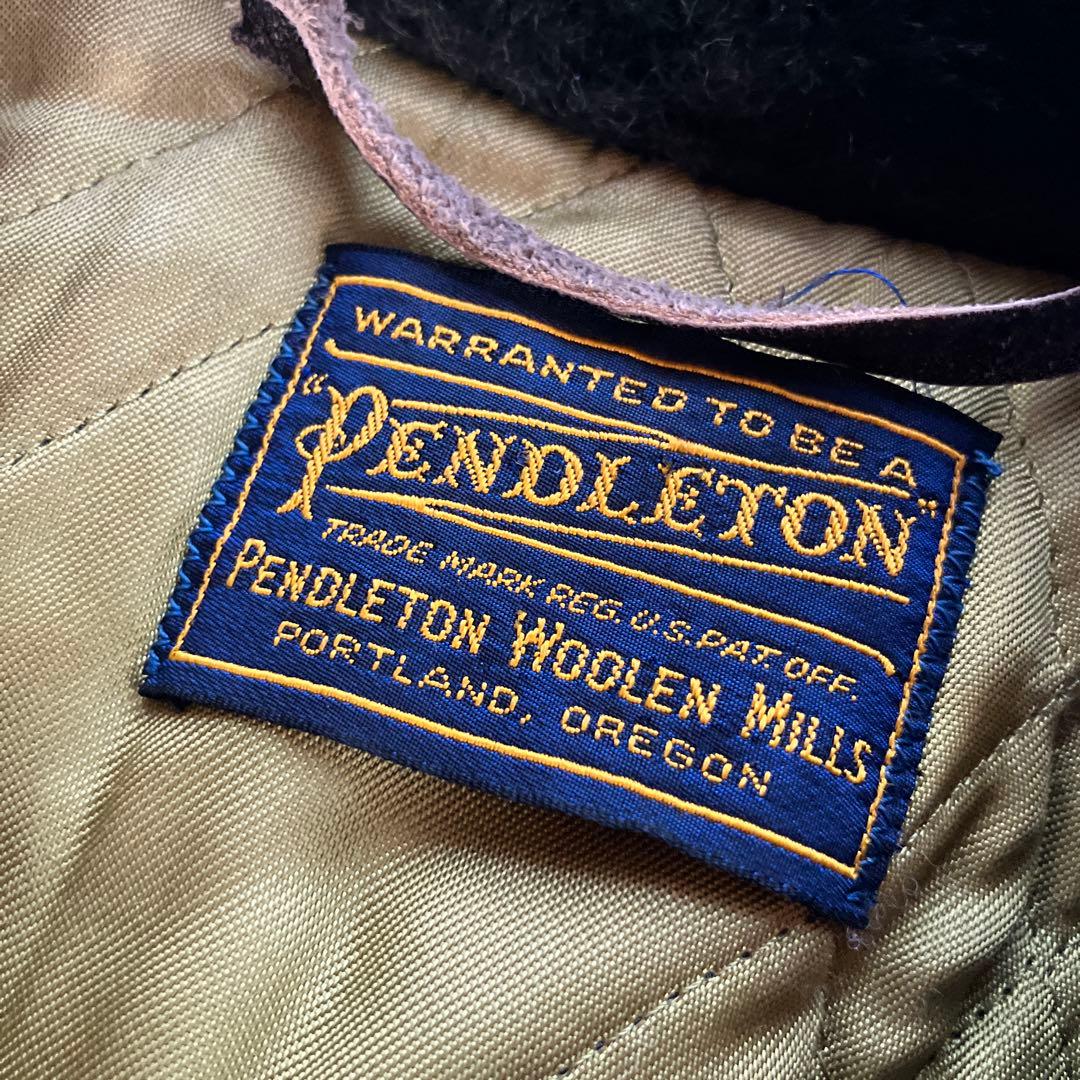 WARRANTED TO BE A
"PENDLETON"
TRADE MARK REG. U.S. PAT. OFF.
PENDLETON WOOLEN MILLS
PORTLAND, OREGON